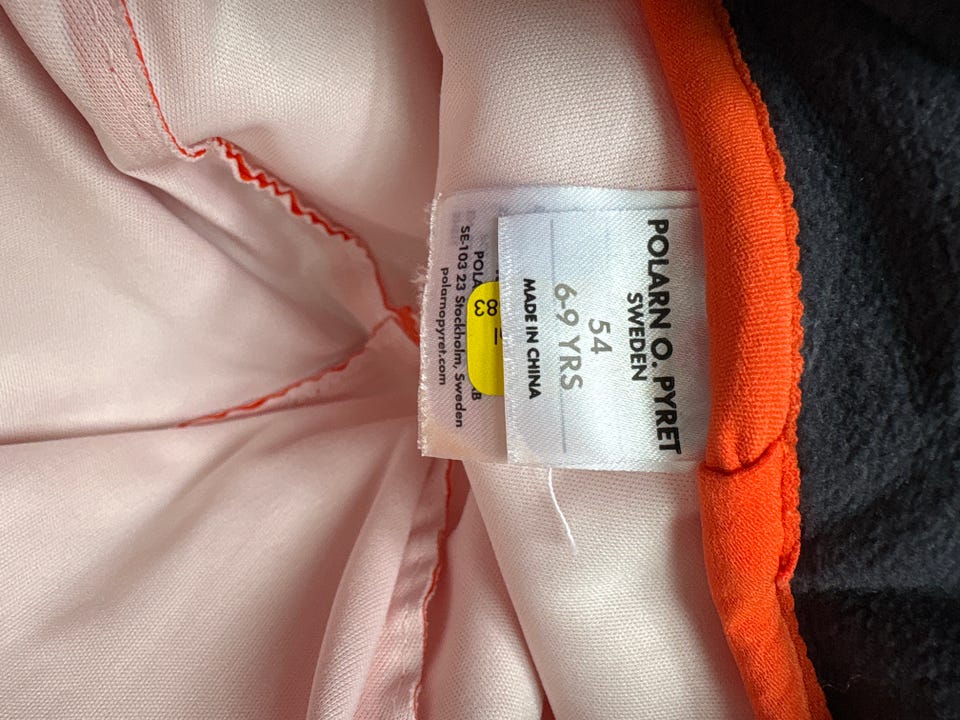 POLARN O. PYRET
SWEDEN
54
6-9 YRS
MADE IN CHINA
SE-103 23 Stockholm, Sweden
polarnopyret.com